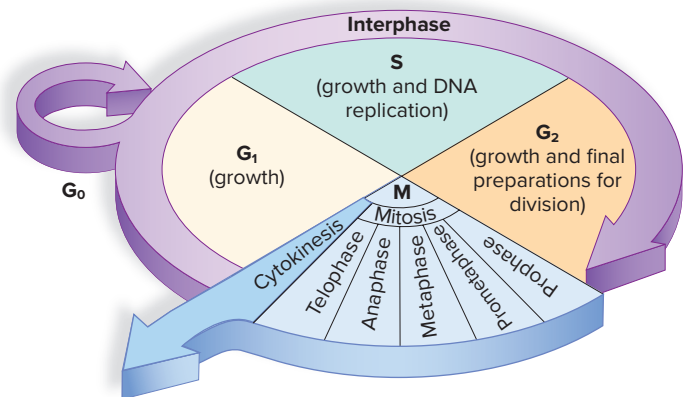 Interphase
S
(growth and DNA
replication)
G₁
(growth)
G₂
(growth and final
preparations for
division)
G₀
M
Mitosis
Cytokinesis
Telophase
Anaphase
Metaphase
Prometaphase
Prophase